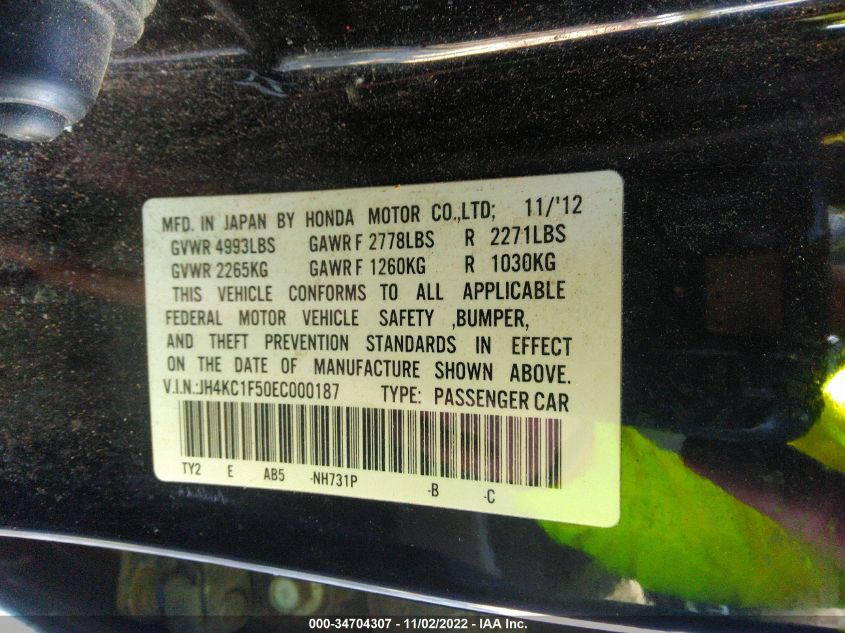 MFD. IN JAPAN BY HONDA MOTOR CO.,LTD; 11/'12
GVWR 4993LBS GAWR F 2778LBS R 2271LBS
GVWR 2265KG GAWR F 1260KG R 1030KG
THIS VEHICLE CONFORMS TO ALL APPLICABLE
FEDERAL MOTOR VEHICLE SAFETY ,BUMPER,
AND THEFT PREVENTION STANDARDS IN EFFECT
ON THE DATE OF MANUFACTURE SHOWN ABOVE.
V.I.N.:JH4KC1F50EC000187 TYPE: PASSENGER CAR
TY2 E AB5 -NH731P -B -C
000-34704307 - 11/02/2022 - IAA Inc.